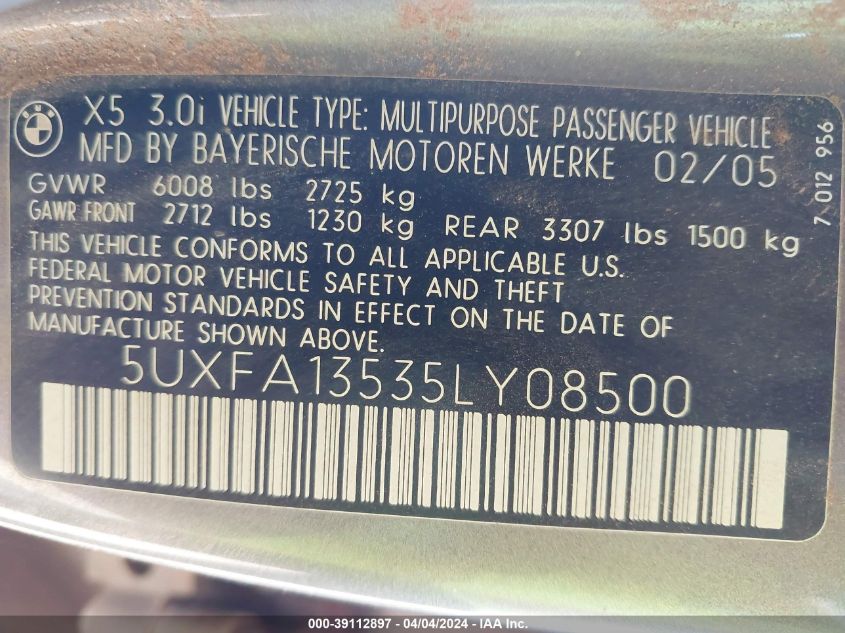 X5 3.0i VEHICLE TYPE: MULTIPURPOSE PASSENGER VEHICLE
MFD BY BAYERISCHE MOTOREN WERKE 02/05
GVWR 6008 lbs 2725 kg
GAWR FRONT 2712 lbs 1230 kg REAR 3307 lbs 1500 kg
THIS VEHICLE CONFORMS TO ALL APPLICABLE U.S.
FEDERAL MOTOR VEHICLE SAFETY AND THEFT
PREVENTION STANDARDS IN EFFECT ON THE DATE OF
MANUFACTURE SHOWN ABOVE.
5UXFA13535LY08500
7 012 956
000-39112897 - 04/04/2024 - IAA Inc.